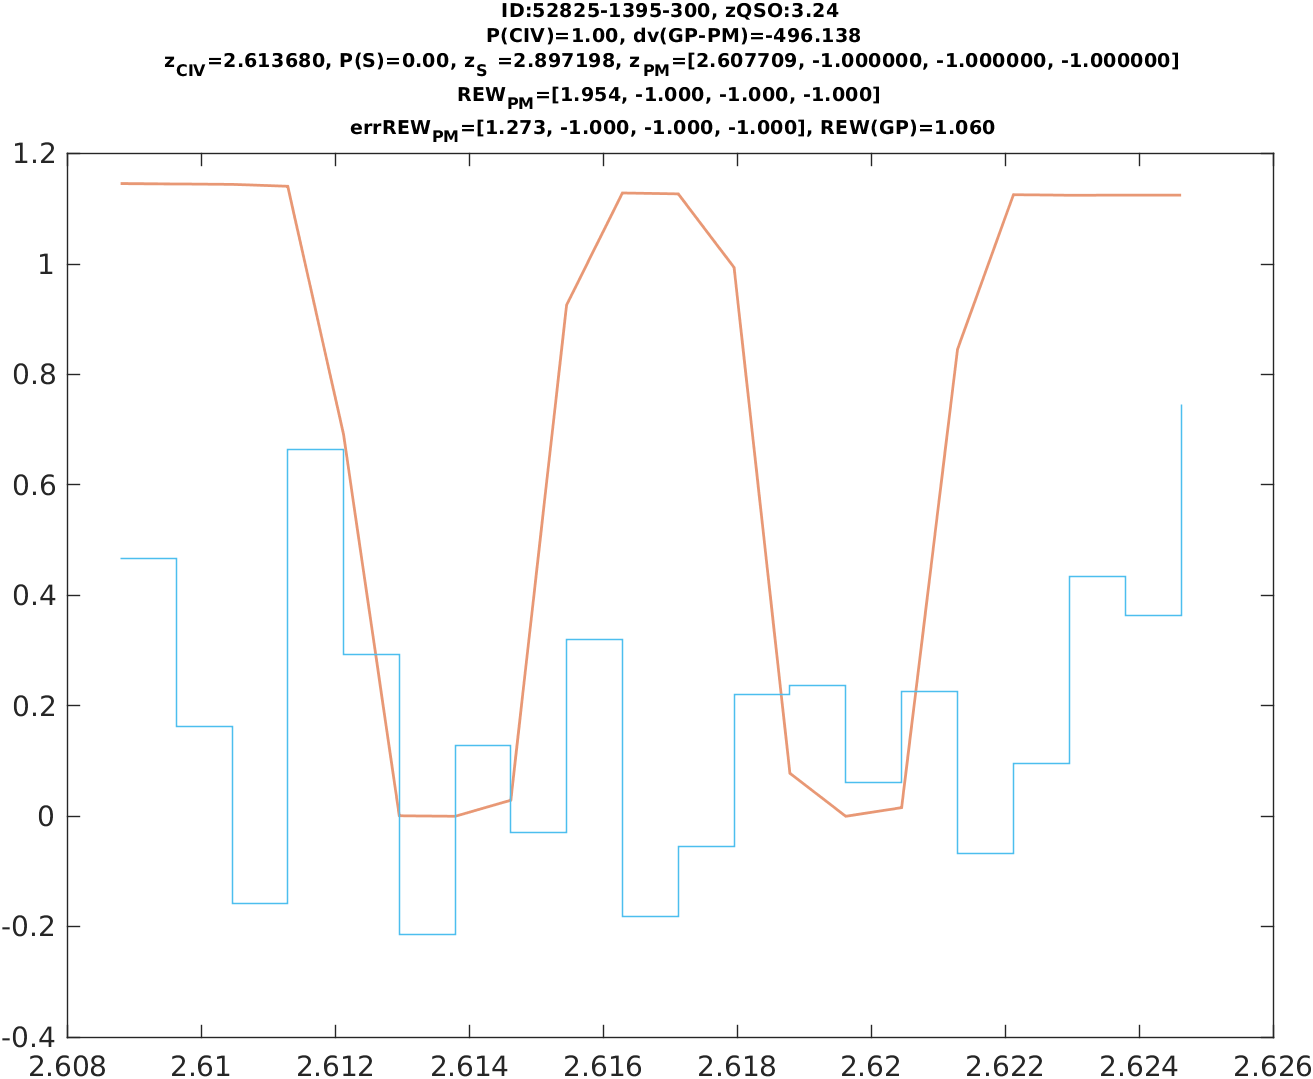 ID:52825-1395-300, zQSO:3.24
P(CIV)=1.00, dv(GP-PM)=-496.138
zCIV=2.613680, P(S)=0.00, zS =2.897198, zPM=[2.607709, -1.000000, -1.000000, -1.000000]
REWPM=[1.954, -1.000, -1.000, -1.000]
errREWPM=[1.273, -1.000, -1.000, -1.000], REW(GP)=1.060
1.2
1
0.8
0.6
0.4
0.2
0
-0.2
-0.4
2.608 2.61 2.612 2.614 2.616 2.618 2.62 2.622 2.624 2.626